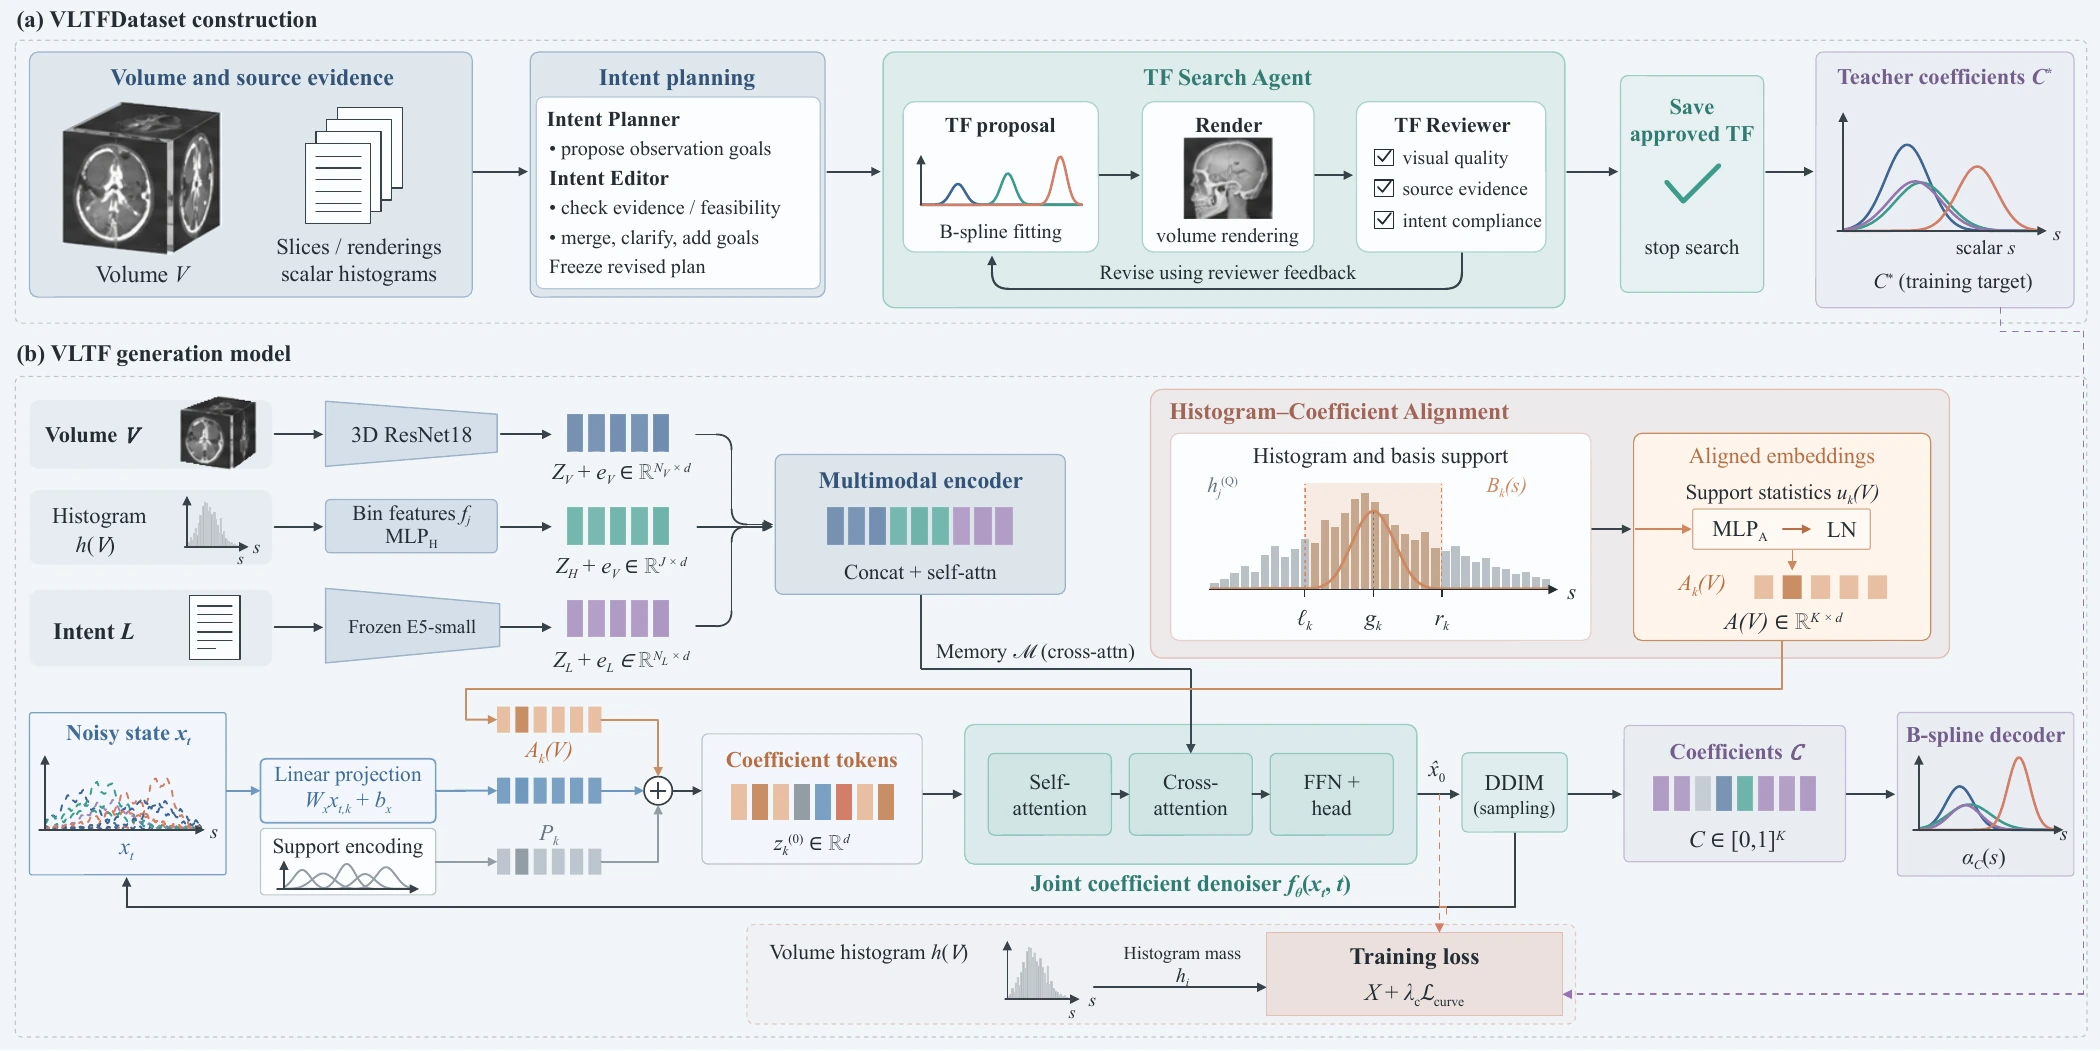 (a) VLTFDataset construction
Volume and source evidence
Volume V
Slices / renderings
scalar histograms
Intent planning
Intent Planner
• propose observation goals
Intent Editor
• check evidence / feasibility
• merge, clarify, add goals
Freeze revised plan
TF Search Agent
TF proposal
B-spline fitting
Render
volume rendering
TF Reviewer
visual quality
source evidence
intent compliance
Revise using reviewer feedback
Save
approved TF
stop search
Teacher coefficients C*
s
scalar s
C* (training target)
(b) VLTF generation model
Volume V
3D ResNet18
Z_V + e_V ∈ ℝ^{N_V × d}
Histogram
h(V)
s
s
Bin features f_j
MLP_H
Z_H + e_V ∈ ℝ^{J × d}
Intent L
Frozen E5-small
Z_L + e_L ∈ ℝ^{N_L × d}
Multimodal encoder
Concat + self-attn
Memory ℳ (cross-attn)
Histogram–Coefficient Alignment
Histogram and basis support
h_j^{(Q)}
B_k(s)
s
ℓ_k
g_k
r_k
Aligned embeddings
Support statistics u_k(V)
MLP_A
LN
A_k(V)
A(V) ∈ ℝ^{K × d}
Noisy state x_t
s
x_t
Linear projection
W_x x_{t,k} + b_x
Support encoding
A_k(V)
P_k
Coefficient tokens
z_k^{(0)} ∈ ℝ^d
Self-
attention
Cross-
attention
FFN +
head
Joint coefficient denoiser f_θ(x_t, t)
x̂_0
DDIM
(sampling)
Coefficients C
C ∈ [0,1]^K
B-spline decoder
s
α_C(s)
Volume histogram h(V)
s
s
Histogram mass
h_i
Training loss
X + λ_c ℒ_curve